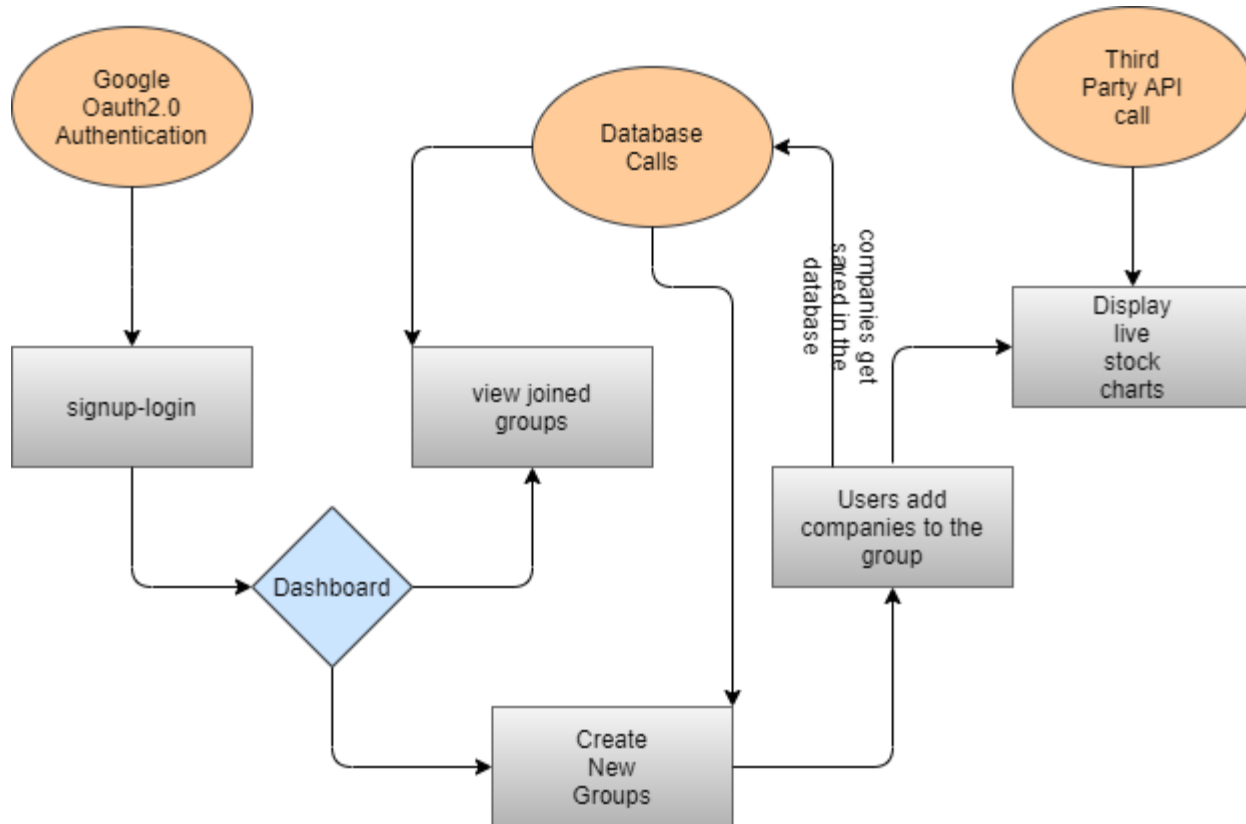 Google
Oauth2.0
Authentication
Database
Calls
Third
Party API
call
companies get
saved in the
database
Display
live
stock
charts
signup-login
view joined
groups
Users add
companies to the
group
Dashboard
Create
New
Groups